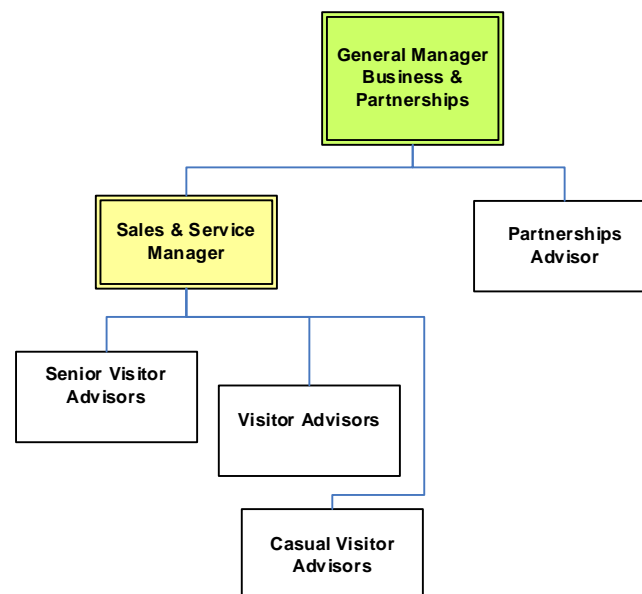 General Manager
Business &
Partnerships
Sales & Service
Manager
Partnerships
Advisor
Senior Visitor
Advisors
Visitor Advisors
Casual Visitor
Advisors